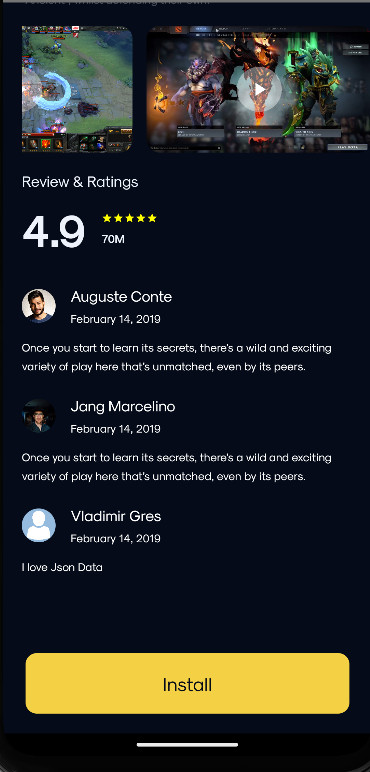 Review & Ratings
4.9
70M
Auguste Conte
February 14, 2019
Once you start to learn its secrets, there's a wild and exciting
variety of play here that's unmatched, even by its peers.
Jang Marcelino
February 14, 2019
Once you start to learn its secrets, there's a wild and exciting
variety of play here that's unmatched, even by its peers.
Vladimir Gres
February 14, 2019
I love Json Data
Install